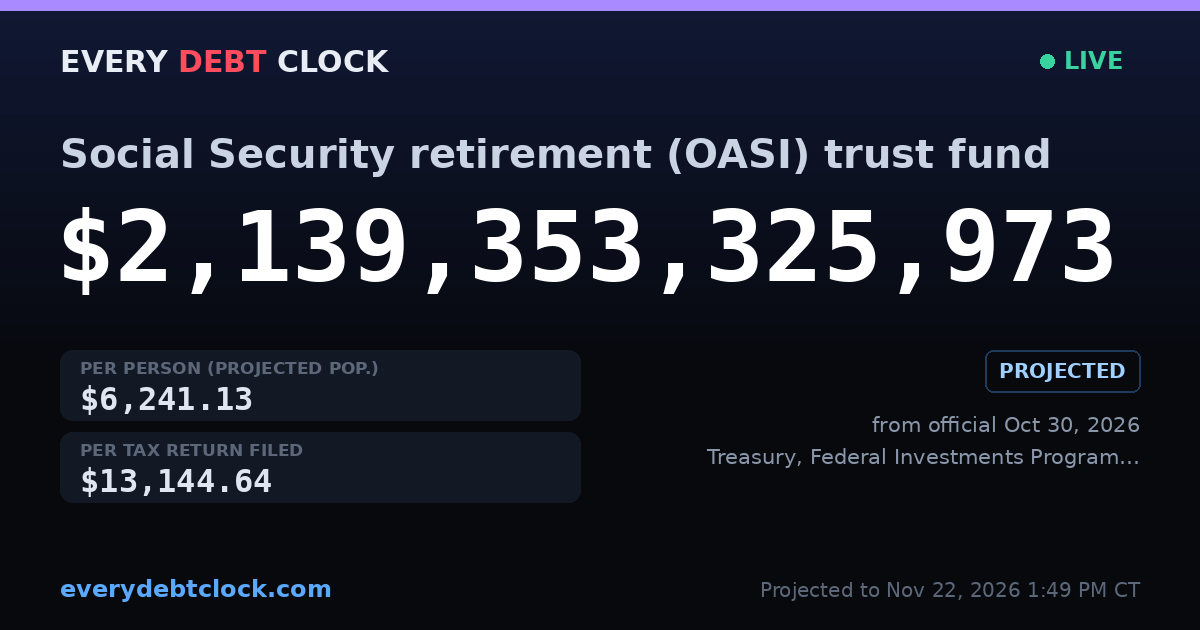 EVERY DEBT CLOCK
LIVE
Social Security retirement (OASI) trust fund
$2,139,353,325,973
PER PERSON (PROJECTED POP.)
$6,241.13
PER TAX RETURN FILED
$13,144.64
PROJECTED
from official Oct 30, 2026
Treasury, Federal Investments Program…
everydebtclock.com
Projected to Nov 22, 2026 1:49 PM CT